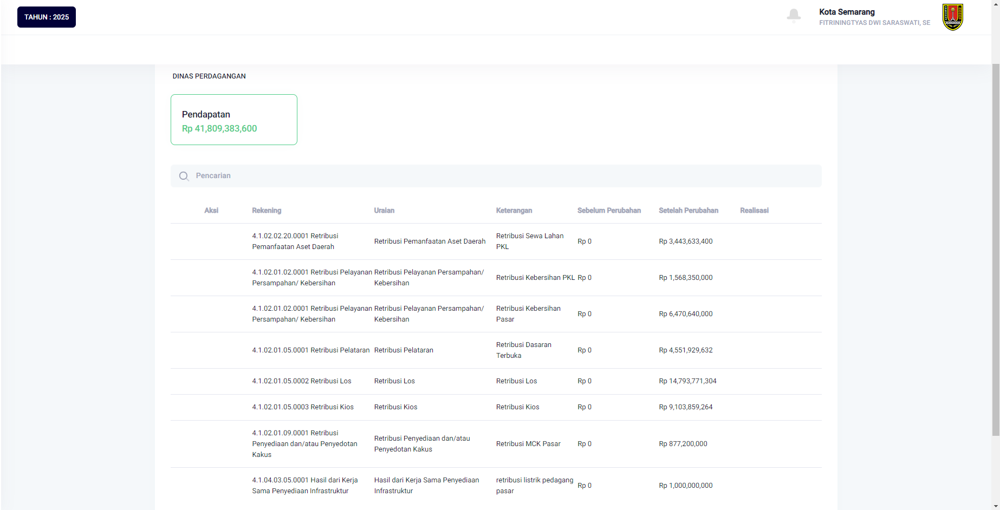 TAHUN : 2025
Kota Semarang
FITRININGTYAS DWI SARASWATI, SE
DINAS PERDAGANGAN
Pendapatan
Rp 41,809,383,600
Pencarian
Aksi Rekening Uraian Keterangan Sebelum Perubahan Setelah Perubahan Realisasi
4.1.02.02.20.0001 Retribusi
Pemanfaatan Aset Daerah
Retribusi Pemanfaatan Aset Daerah
Retribusi Sewa Lahan
PKL
Rp 0
Rp 3,443,633,400
4.1.02.01.02.0001 Retribusi Pelayanan
Persampahan/ Kebersihan
Retribusi Pelayanan Persampahan/
Kebersihan
Retribusi Kebersihan PKL
Rp 0
Rp 1,568,350,000
4.1.02.01.02.0001 Retribusi Pelayanan
Persampahan/ Kebersihan
Retribusi Pelayanan Persampahan/
Kebersihan
Retribusi Kebersihan
Pasar
Rp 0
Rp 6,470,640,000
4.1.02.01.05.0001 Retribusi Pelataran
Retribusi Pelataran
Retribusi Dasaran
Terbuka
Rp 0
Rp 4,551,929,632
4.1.02.01.05.0002 Retribusi Los
Retribusi Los
Retribusi Los
Rp 0
Rp 14,793,771,304
4.1.02.01.05.0003 Retribusi Kios
Retribusi Kios
Retribusi Kios
Rp 0
Rp 9,103,859,264
4.1.02.01.09.0001 Retribusi
Penyediaan dan/atau Penyedotan
Kakus
Retribusi Penyediaan dan/atau
Penyedotan Kakus
Retribusi MCK Pasar
Rp 0
Rp 877,200,000
4.1.04.03.05.0001 Hasil dari Kerja
Sama Penyediaan Infrastruktur
Hasil dari Kerja Sama Penyediaan
Infrastruktur
retribusi listrik pedagang
pasar
Rp 0
Rp 1,000,000,000